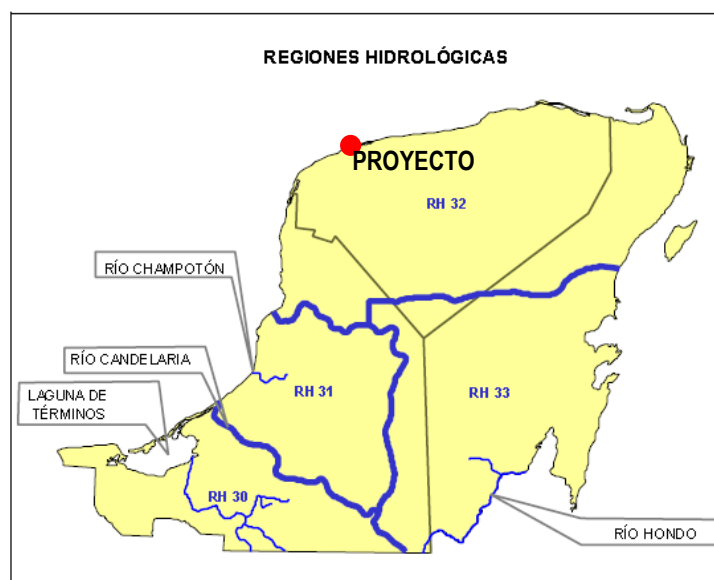 REGIONES HIDROLÓGICAS
PROYECTO
RH 32
RÍO CHAMPOTÓN
RÍO CANDELARIA
LAGUNA DE
TÉRMINOS
RH 31
RH 33
RH 30
RÍO HONDO